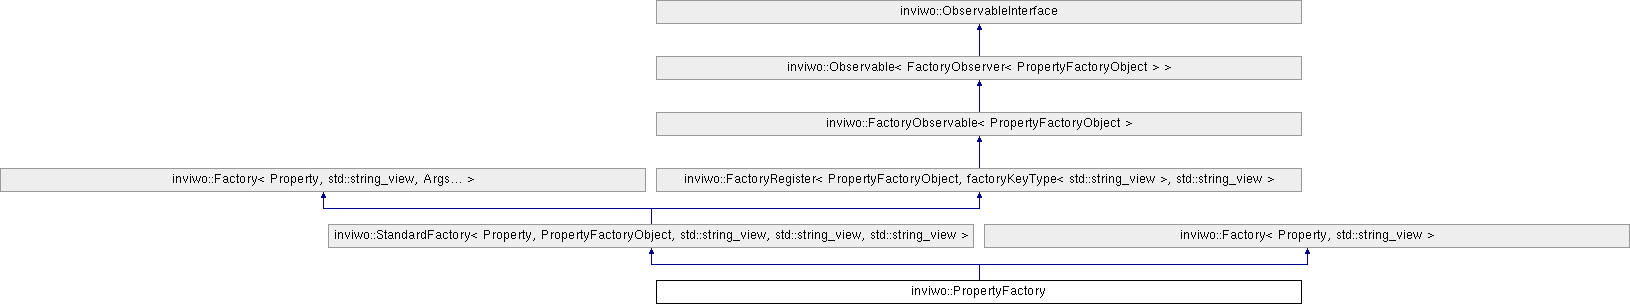 inviwo::ObservableInterface
inviwo::Observable< FactoryObserver< PropertyFactoryObject > >
inviwo::FactoryObservable< PropertyFactoryObject >
inviwo::Factory< Property, std::string_view, Args... >
inviwo::FactoryRegister< PropertyFactoryObject, factoryKeyType< std::string_view >, std::string_view >
inviwo::StandardFactory< Property, PropertyFactoryObject, std::string_view, std::string_view, std::string_view >
inviwo::Factory< Property, std::string_view >
inviwo::PropertyFactory